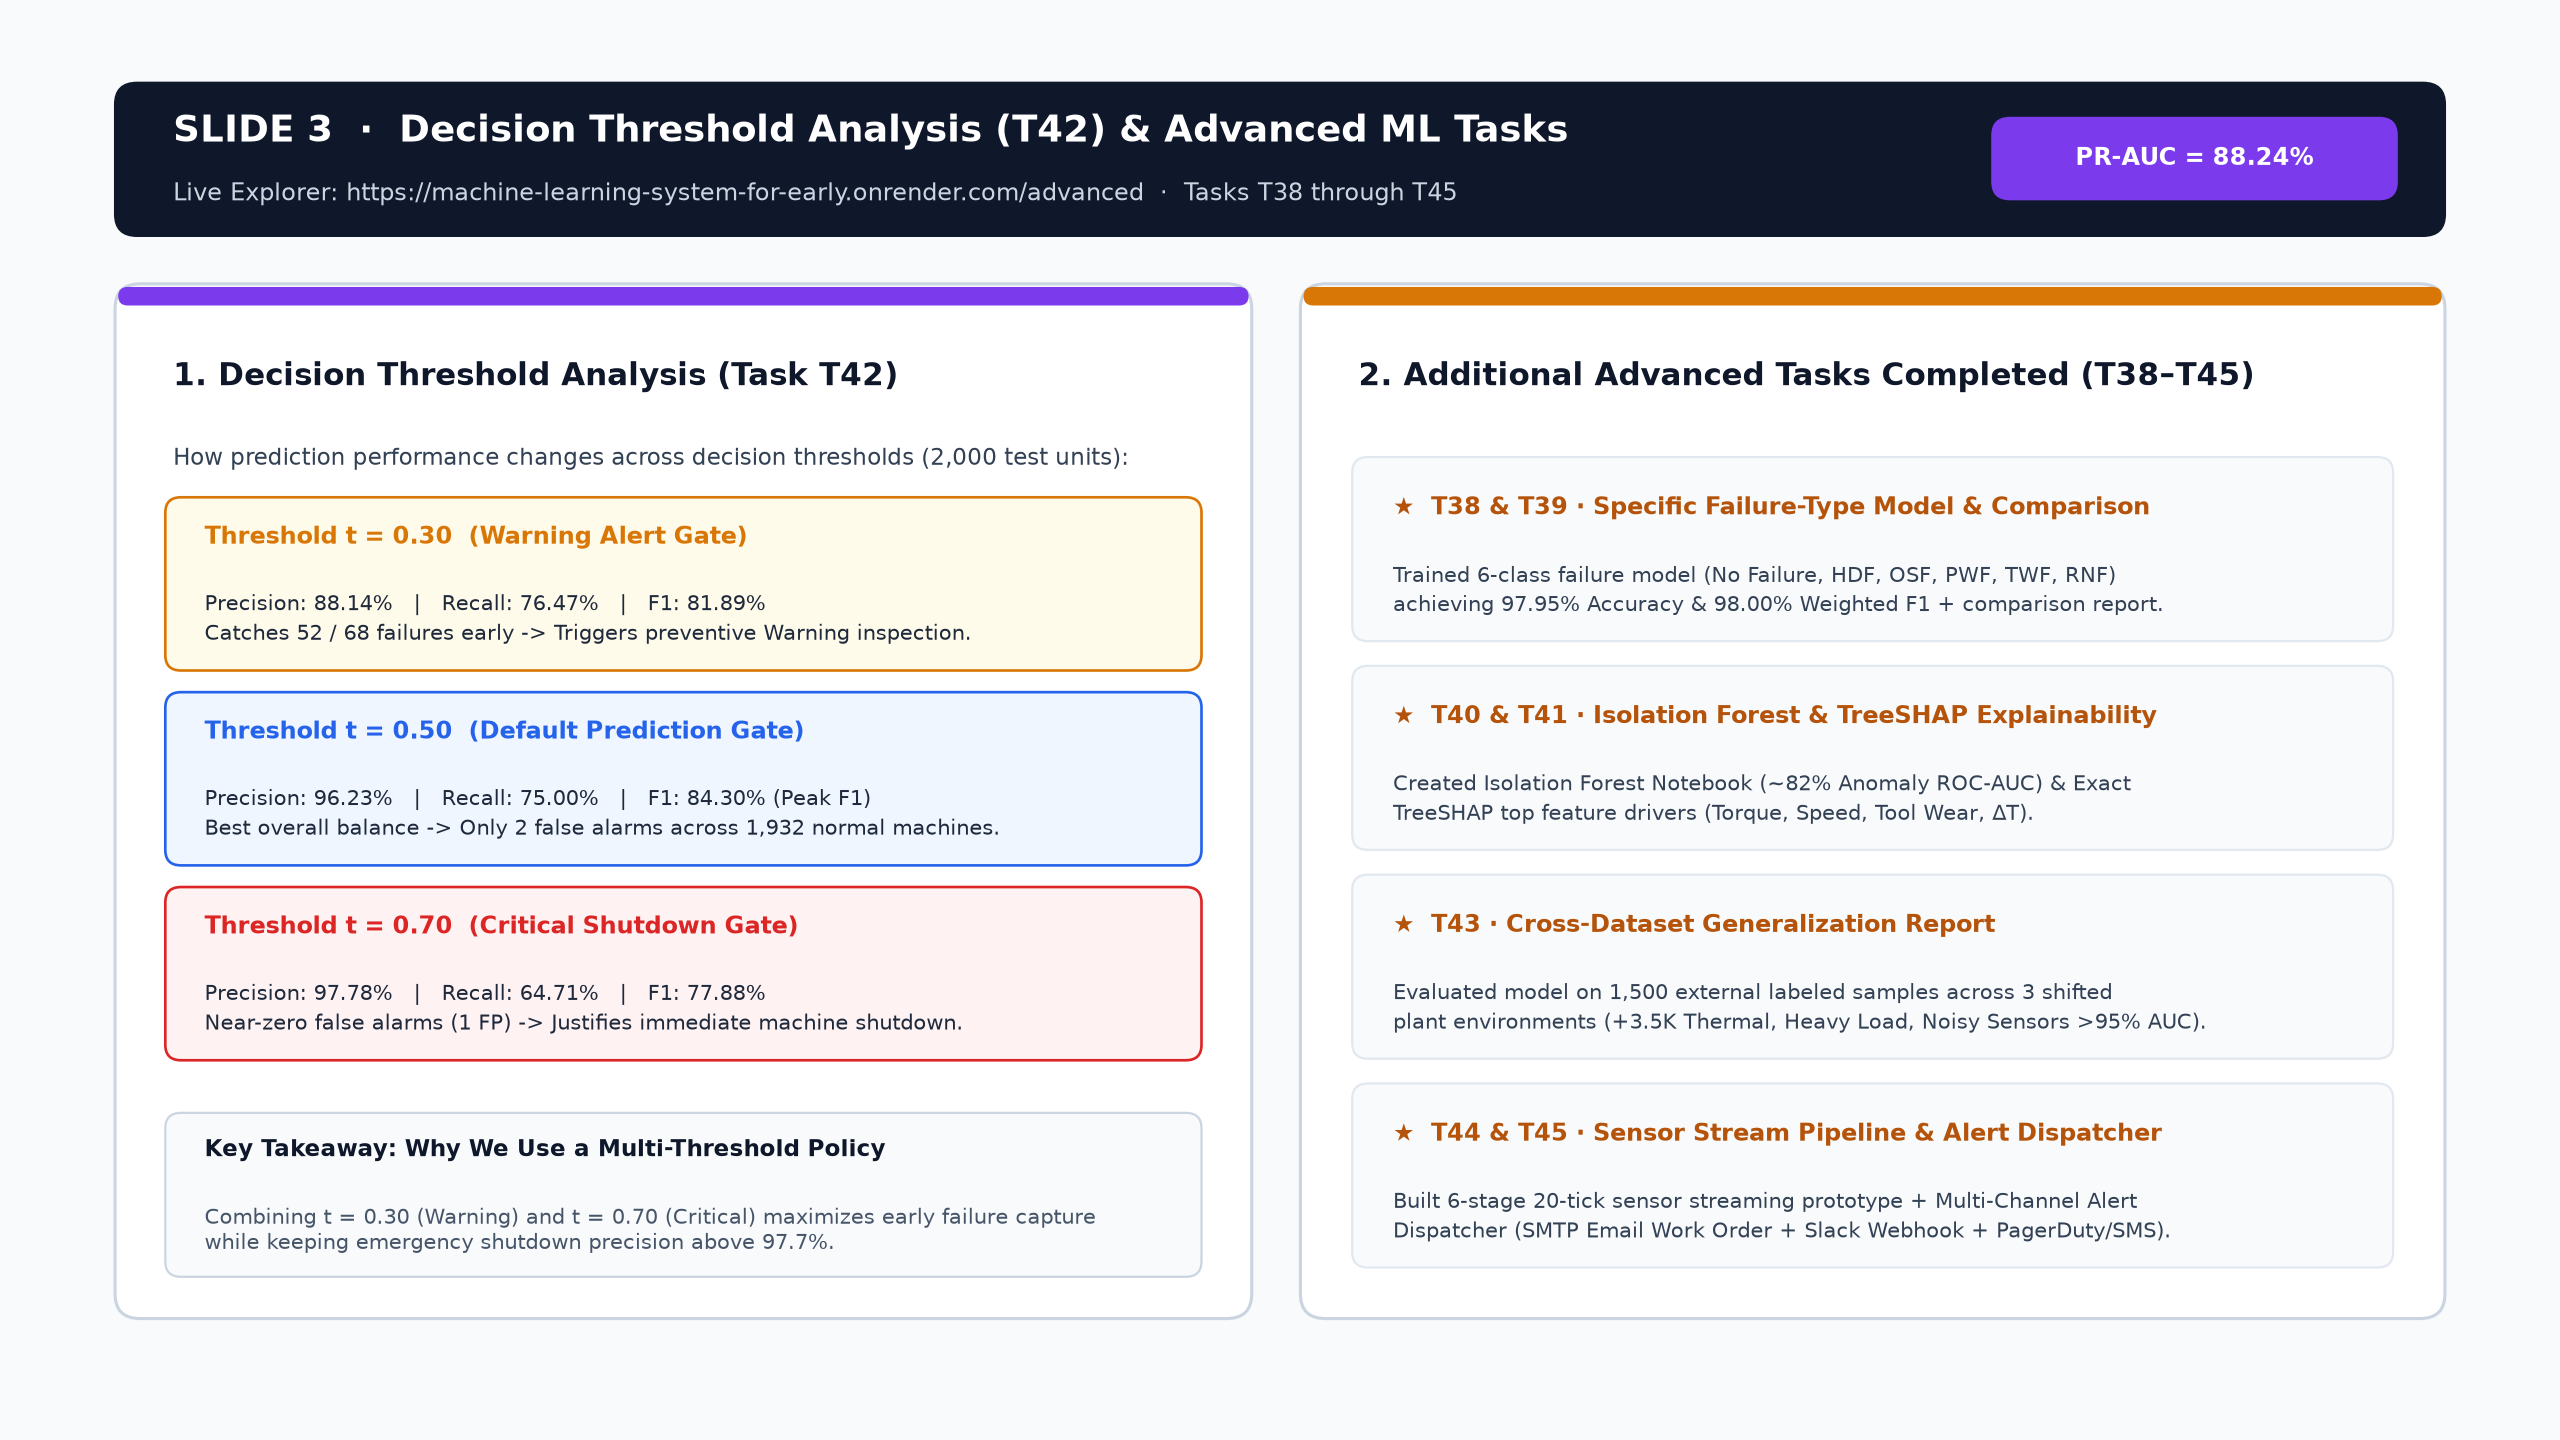 SLIDE 3 · Decision Threshold Analysis (T42) & Advanced ML Tasks
Live Explorer: https://machine-learning-system-for-early.onrender.com/advanced · Tasks T38 through T45
PR-AUC = 88.24%
1. Decision Threshold Analysis (Task T42)
How prediction performance changes across decision thresholds (2,000 test units):
Threshold t = 0.30 (Warning Alert Gate)
Precision: 88.14% | Recall: 76.47% | F1: 81.89%
Catches 52 / 68 failures early -> Triggers preventive Warning inspection.
Threshold t = 0.50 (Default Prediction Gate)
Precision: 96.23% | Recall: 75.00% | F1: 84.30% (Peak F1)
Best overall balance -> Only 2 false alarms across 1,932 normal machines.
Threshold t = 0.70 (Critical Shutdown Gate)
Precision: 97.78% | Recall: 64.71% | F1: 77.88%
Near-zero false alarms (1 FP) -> Justifies immediate machine shutdown.
Key Takeaway: Why We Use a Multi-Threshold Policy
Combining t = 0.30 (Warning) and t = 0.70 (Critical) maximizes early failure capture
while keeping emergency shutdown precision above 97.7%.
2. Additional Advanced Tasks Completed (T38–T45)
★ T38 & T39 · Specific Failure-Type Model & Comparison
Trained 6-class failure model (No Failure, HDF, OSF, PWF, TWF, RNF)
achieving 97.95% Accuracy & 98.00% Weighted F1 + comparison report.
★ T40 & T41 · Isolation Forest & TreeSHAP Explainability
Created Isolation Forest Notebook (~82% Anomaly ROC-AUC) & Exact
TreeSHAP top feature drivers (Torque, Speed, Tool Wear, ΔT).
★ T43 · Cross-Dataset Generalization Report
Evaluated model on 1,500 external labeled samples across 3 shifted
plant environments (+3.5K Thermal, Heavy Load, Noisy Sensors >95% AUC).
★ T44 & T45 · Sensor Stream Pipeline & Alert Dispatcher
Built 6-stage 20-tick sensor streaming prototype + Multi-Channel Alert
Dispatcher (SMTP Email Work Order + Slack Webhook + PagerDuty/SMS).